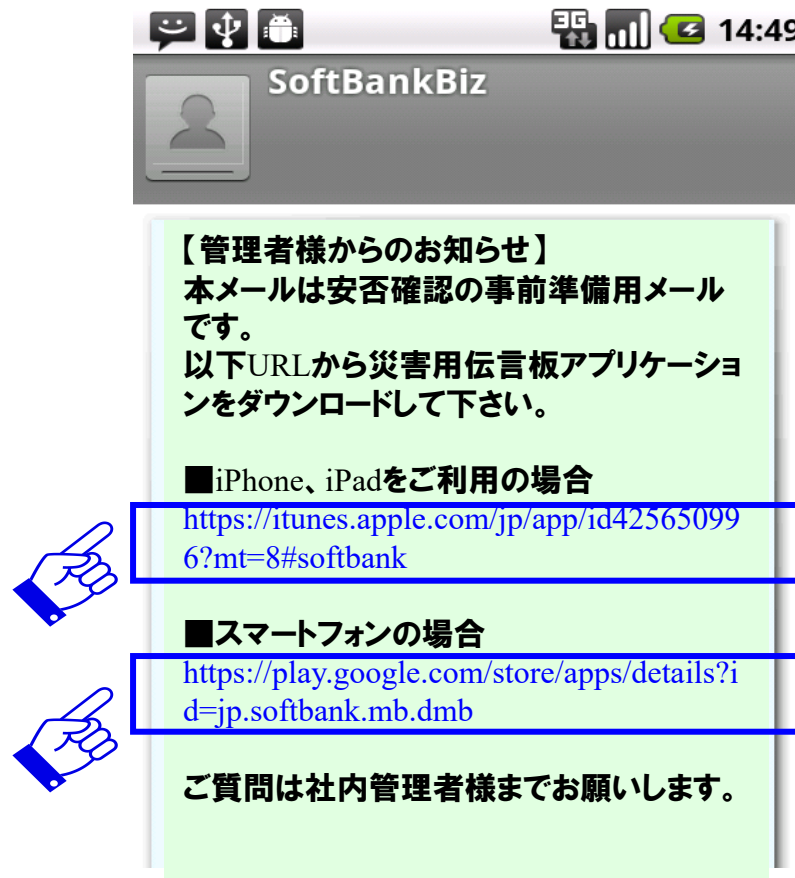 3G 14:49
SoftBankBiz
【管理者様からのお知らせ】
本メールは安否確認の事前準備用メール
です。
以下URLから災害用伝言板アプリケーショ
ンをダウンロードして下さい。
■iPhone、iPadをご利用の場合
https://itunes.apple.com/jp/app/id42565099
6?mt=8#softbank
■スマートフォンの場合
https://play.google.com/store/apps/details?i
d=jp.softbank.mb.dmb
ご質問は社内管理者様までお願いします。